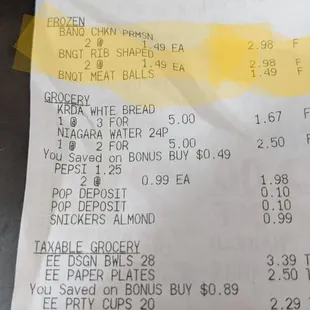 FROZEN
BANQ CHKN PRMSN
2 @ 1.49 EA 2.98 F
BNGT RIB SHAPED
2 @ 1.49 EA 2.98 F
BNQT MEAT BALLS 1.49 F
GROCERY
KRDA WHTE BREAD
1 @ 3 FOR 5.00 1.67 F
NIAGARA WATER 24P
1 @ 2 FOR 5.00 2.50 F
You Saved on BONUS BUY $0.49
PEPSI 1.25
2 @ 0.99 EA 1.98
POP DEPOSIT 0.10
POP DEPOSIT 0.10
SNICKERS ALMOND 0.99
TAXABLE GROCERY
EE DSGN BWLS 28 3.39 T
EE PAPER PLATES 2.50 T
You Saved on BONUS BUY $0.89
EE PRTY CUPS 20 2.29 T